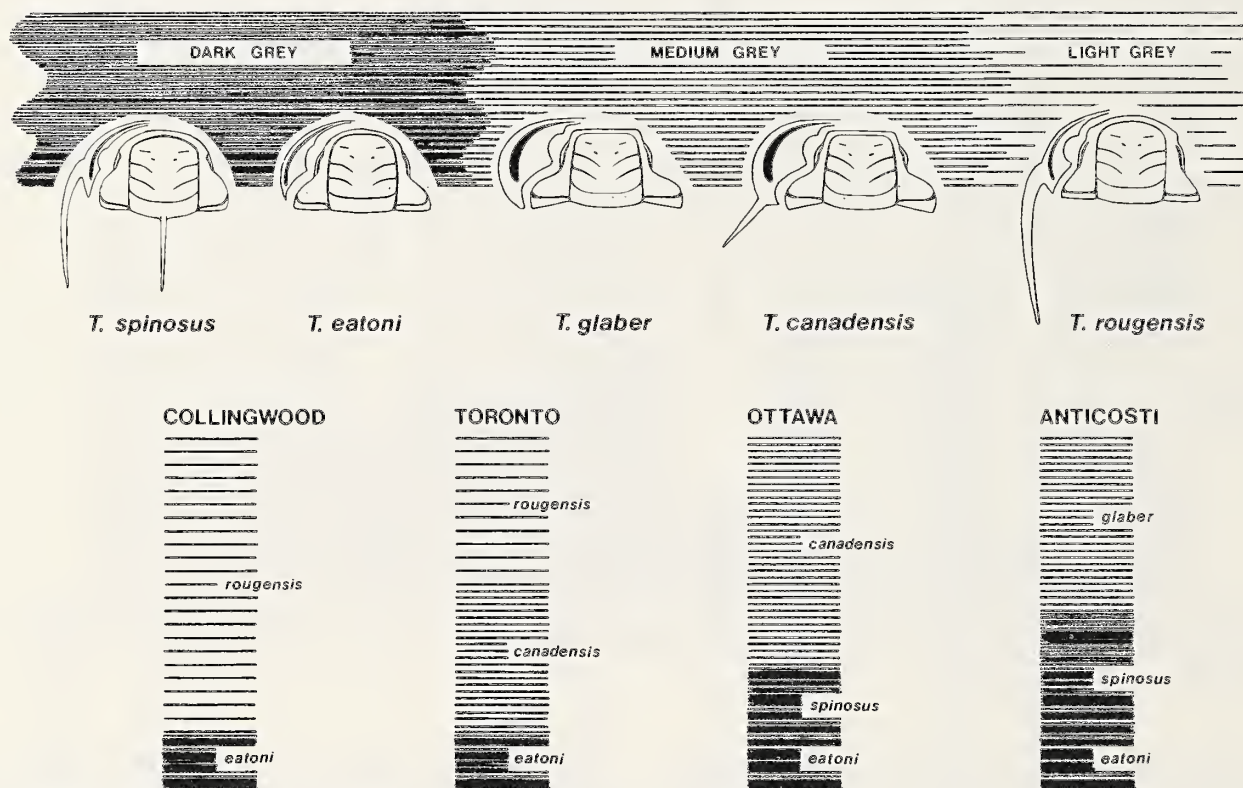 DARK GREY
MEDIUM GREY
LIGHT GREY
T. spinosus
T. eatoni
T. glaber
T. canadensis
T. rougensis
COLLINGWOOD
TORONTO
OTTAWA
ANTICOSTI
rougensis
eatoni
rougensis
canadensis
eatoni
canadensis
spinosus
eatoni
glaber
spinosus
eatoni